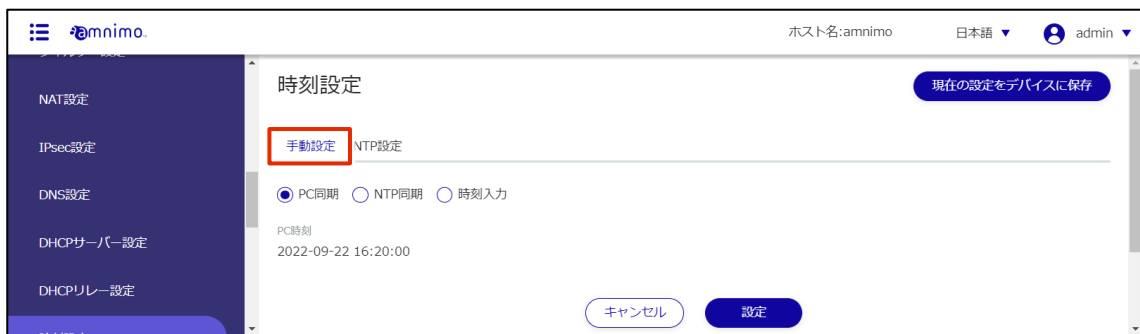 amnimo
ホスト名:amnimo
日本語 ▼
admin ▼
NAT設定
IPsec設定
DNS設定
DHCPサーバー設定
DHCPリレー設定
時刻設定
現在の設定をデバイスに保存
手動設定
NTP設定
PC同期 NTP同期 時刻入力
PC時刻
2022-09-22 16:20:00
キャンセル
設定